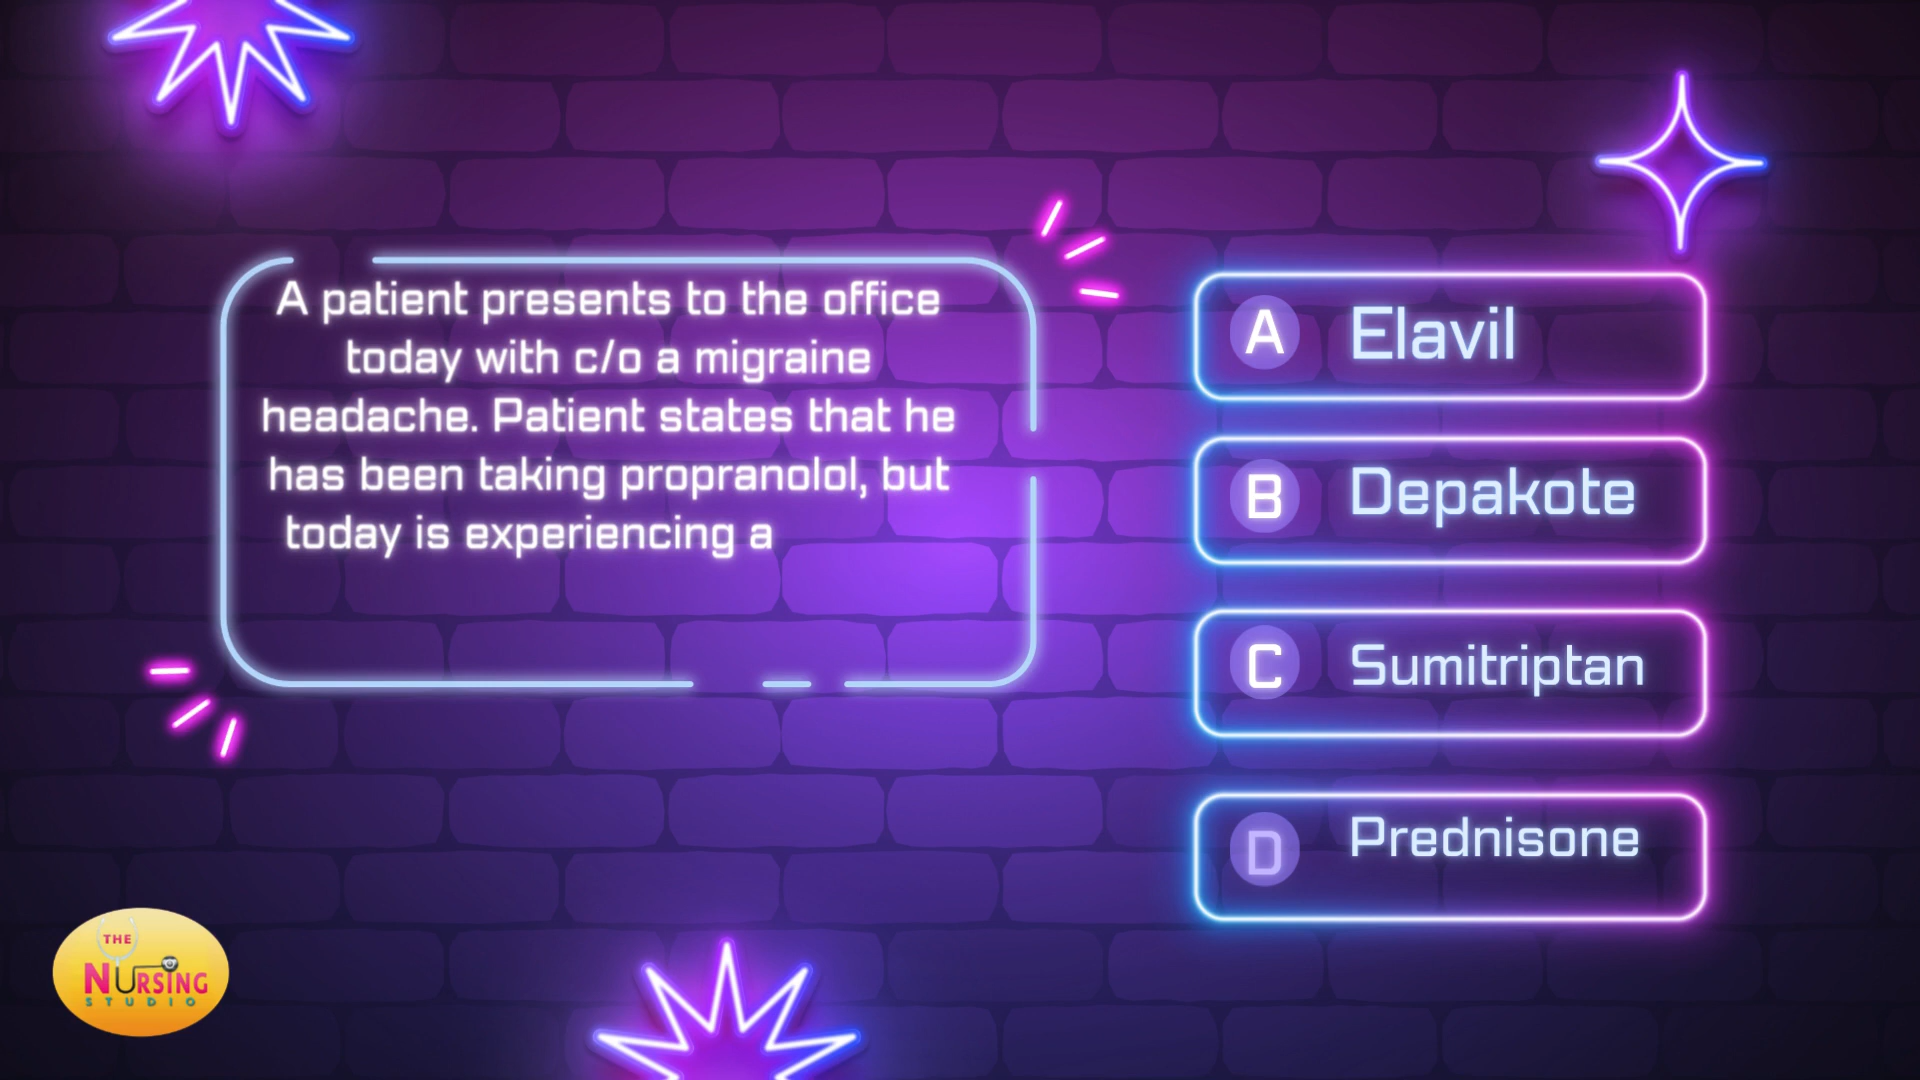 A patient presents to the office
today with c/o a migraine
headache. Patient states that he
has been taking propranolol, but
today is experiencing a
A Elavil
B Depakote
C Sumitriptan
D Prednisone
THE
NURSING
STUDIO